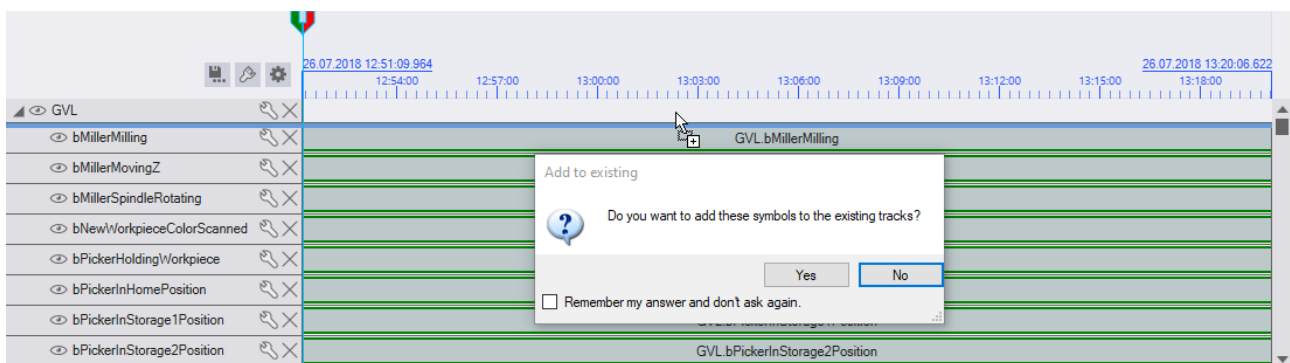 26.07.2018 12:51:09.964
26.07.2018 13:20:06.622
12:54:00 12:57:00 13:00:00 13:03:00 13:06:00 13:09:00 13:12:00 13:15:00 13:18:00
GVL
bMillerMilling
GVL.bMillerMilling
bMillerMovingZ
bMillerSpindleRotating
bNewWorkpieceColorScanned
bPickerHoldingWorkpiece
bPickerInHomePosition
bPickerInStorage1Position
bPickerInStorage2Position
GVL.bPickerInStorage2Position
Add to existing
Do you want to add these symbols to the existing tracks?
Yes No
Remember my answer and don't ask again.